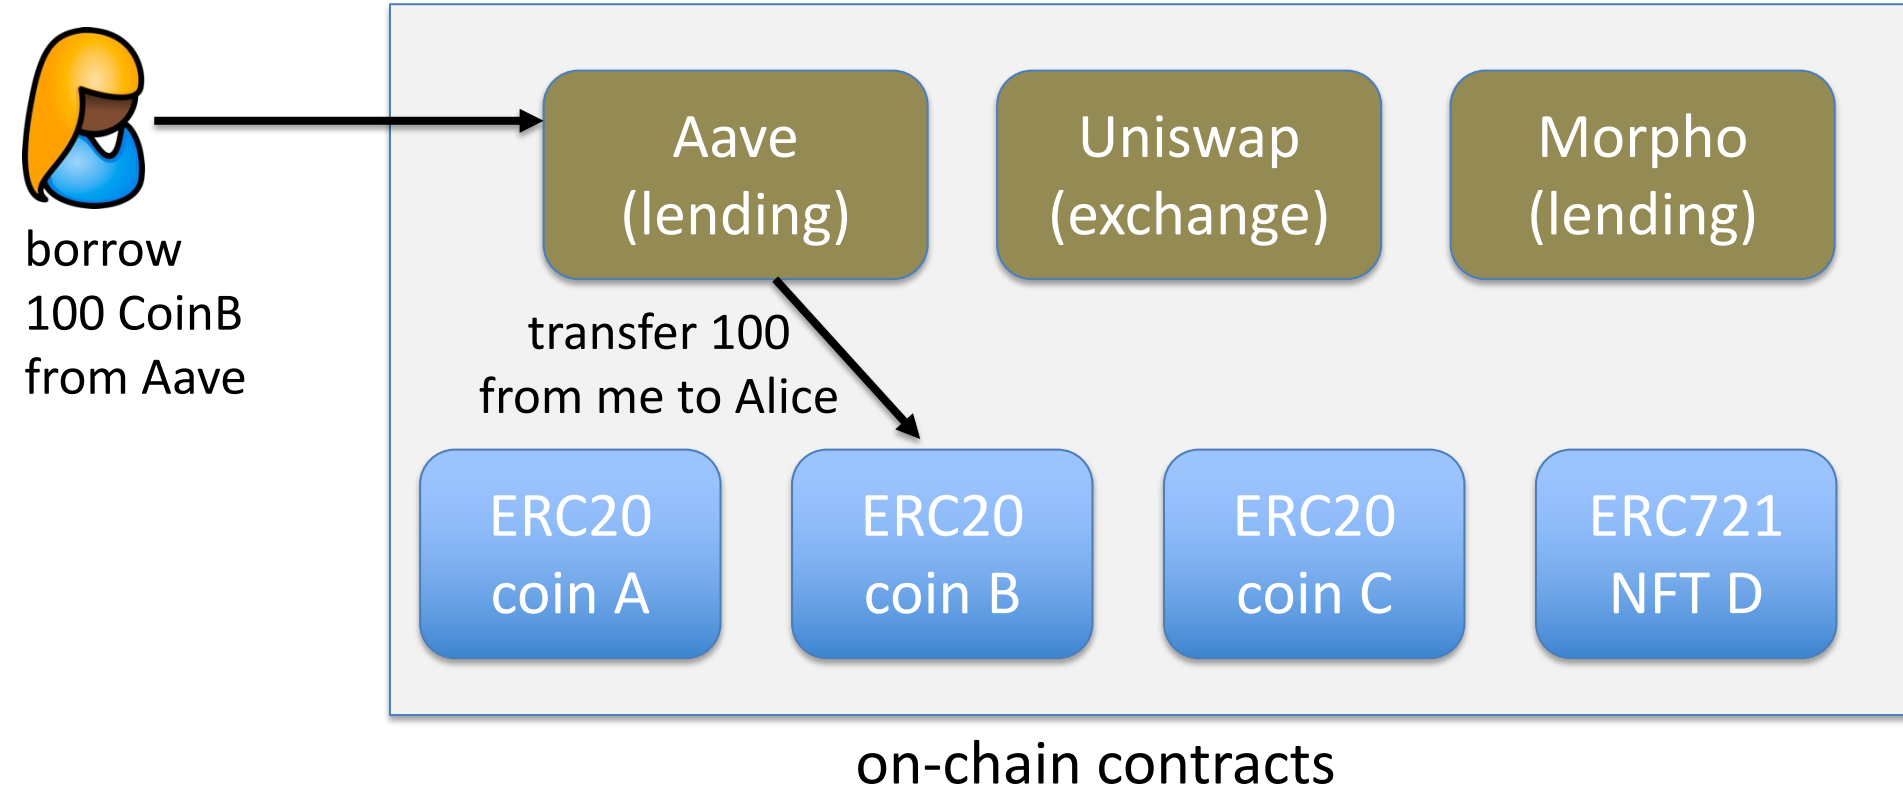 Aave
(lending)
Uniswap
(exchange)
Morpho
(lending)
borrow
100 CoinB
from Aave
transfer 100
from me to Alice
ERC20
coin A
ERC20
coin B
ERC20
coin C
ERC721
NFT D
on-chain contracts